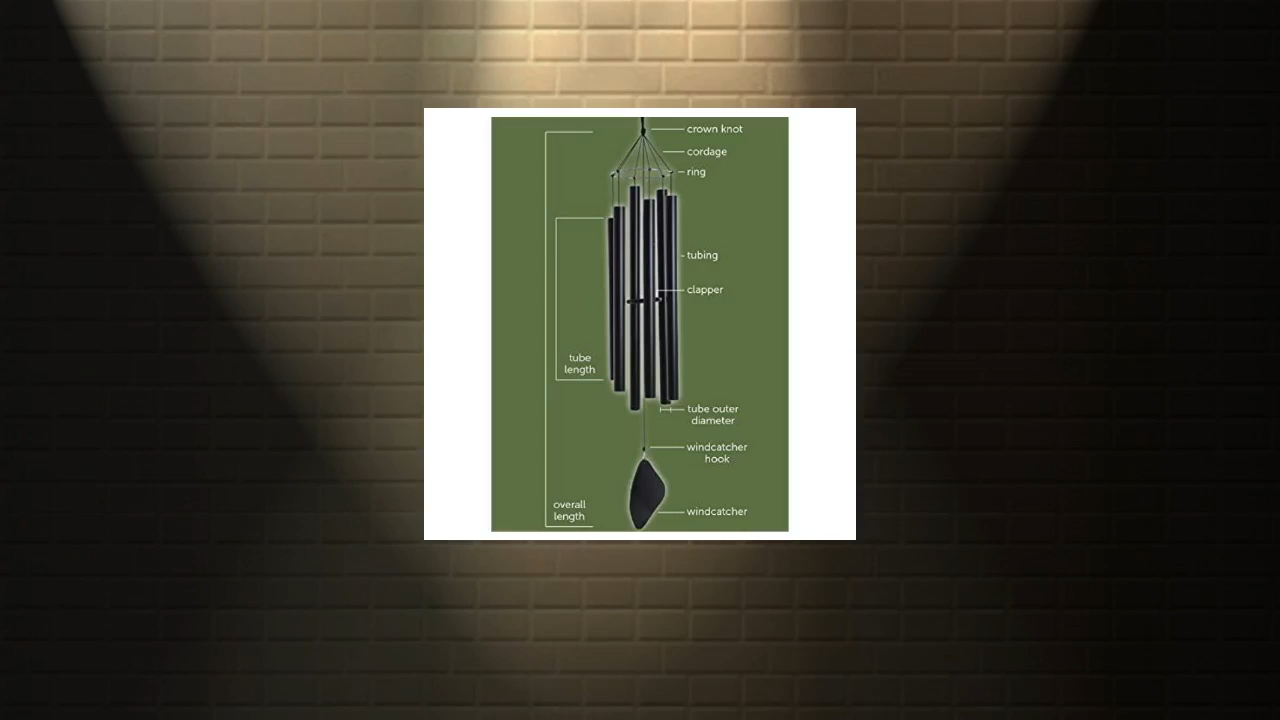 crown knot
cordage
ring
tubing
clapper
tube
length
tube outer
diameter
windcatcher
hook
overall
length
windcatcher